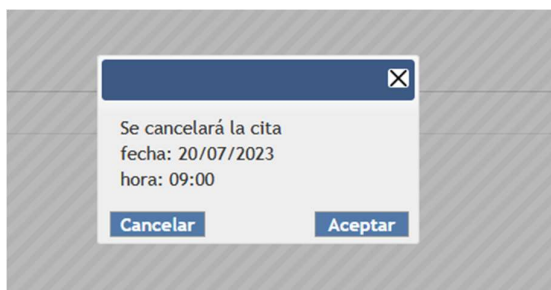 Se cancelará la cita
fecha: 20/07/2023
hora: 09:00
Cancelar Aceptar